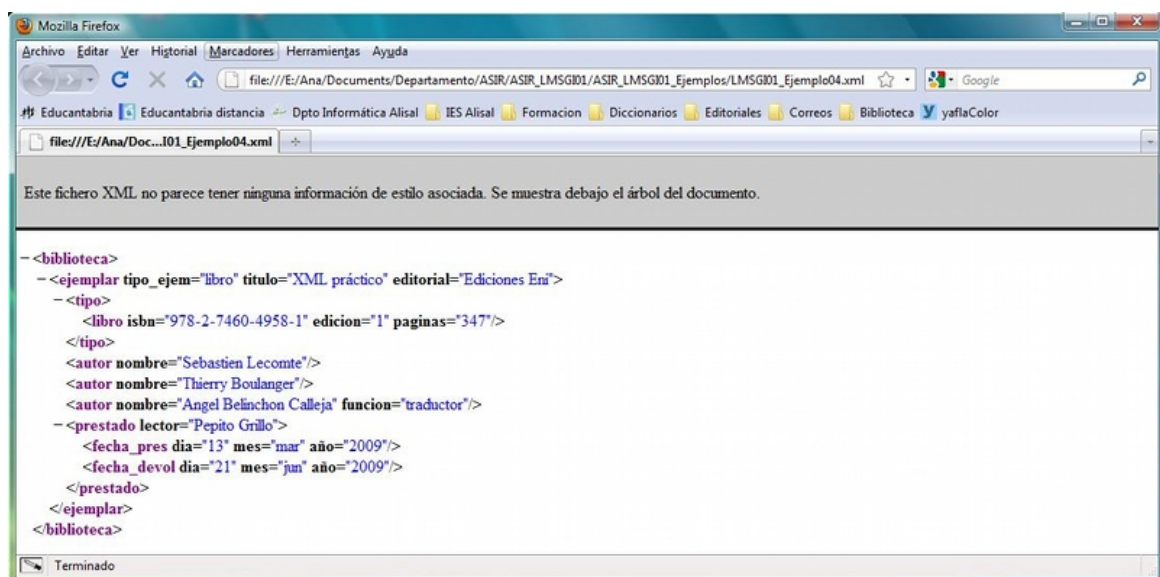 Mozilla Firefox
Archivo Editar Ver Historial Marcadores Herramientas Ayuda
file:///E:/Ana/Documents/Departamento/ASIR/ASIR_LMSGI01/ASIR_LMSGI01_Ejemplos/LMSGI01_Ejemplo04.xml Google
Educantabria Educantabria distancia Dpto Informática Alisal IES Alisal Formacion Diccionarios Editoriales Correos Biblioteca yaflaColor
file:///E:/Ana/Doc...I01_Ejemplo04.xml
Este fichero XML no parece tener ninguna información de estilo asociada. Se muestra debajo el árbol del documento.
-<biblioteca>
-<ejemplar tipo_ejem="libro" titulo="XML práctico" editorial="Ediciones Eni">
-<tipo>
<libro isbn="978-2-7460-4958-1" edicion="1" paginas="347"/>
</tipo>
<autor nombre="Sebastien Lecomte"/>
<autor nombre="Thierry Boulanger"/>
<autor nombre="Angel Belinchon Calleja" funcion="traductor"/>
-<prestado lector="Pepito Grillo">
<fecha_pres dia="13" mes="mar" año="2009"/>
<fecha_devol dia="21" mes="jun" año="2009"/>
</prestado>
</ejemplar>
</biblioteca>
Terminado